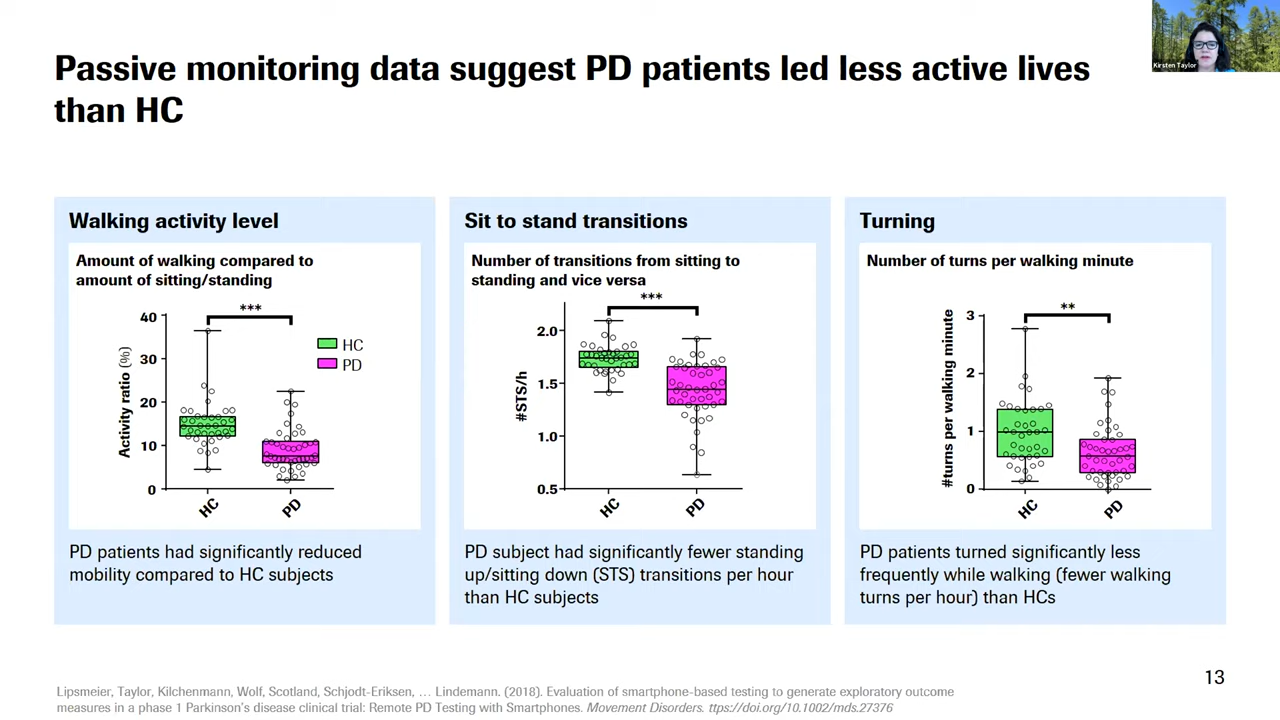 Passive monitoring data suggest PD patients led less active lives
than HC
Kirsten Taylor
Walking activity level
Amount of walking compared to
amount of sitting/standing
***
Activity ratio (%)
40
30
20
10
0
HC
PD
HC
PD
PD patients had significantly reduced
mobility compared to HC subjects
Sit to stand transitions
Number of transitions from sitting to
standing and vice versa
***
#STS/h
2.0
1.5
1.0
0.5
HC
PD
PD subject had significantly fewer standing
up/sitting down (STS) transitions per hour
than HC subjects
Turning
Number of turns per walking minute
**
#turns per walking minute
3
2
1
0
HC
PD
PD patients turned significantly less
frequently while walking (fewer walking
turns per hour) than HCs
13
Lipsmeier, Taylor, Kilchenmann, Wolf, Scotland, Schjodt-Eriksen, … Lindemann. (2018). Evaluation of smartphone-based testing to generate exploratory outcome
measures in a phase 1 Parkinson's disease clinical trial: Remote PD Testing with Smartphones. Movement Disorders. ttps://doi.org/10.1002/mds.27376